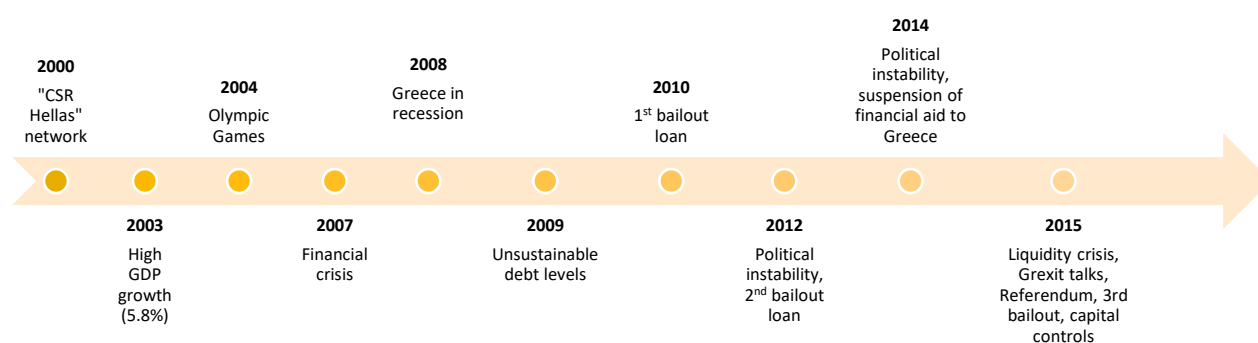 2000
"CSR
Hellas"
network
2003
High
GDP
growth
(5.8%)
2004
Olympic
Games
2007
Financial
crisis
2008
Greece in
recession
2009
Unsustainable
debt levels
2010
1st bailout
loan
2012
Political
instability,
2nd bailout
loan
2014
Political
instability,
suspension of
financial aid to
Greece
2015
Liquidity crisis,
Grexit talks,
Referendum, 3rd
bailout, capital
controls